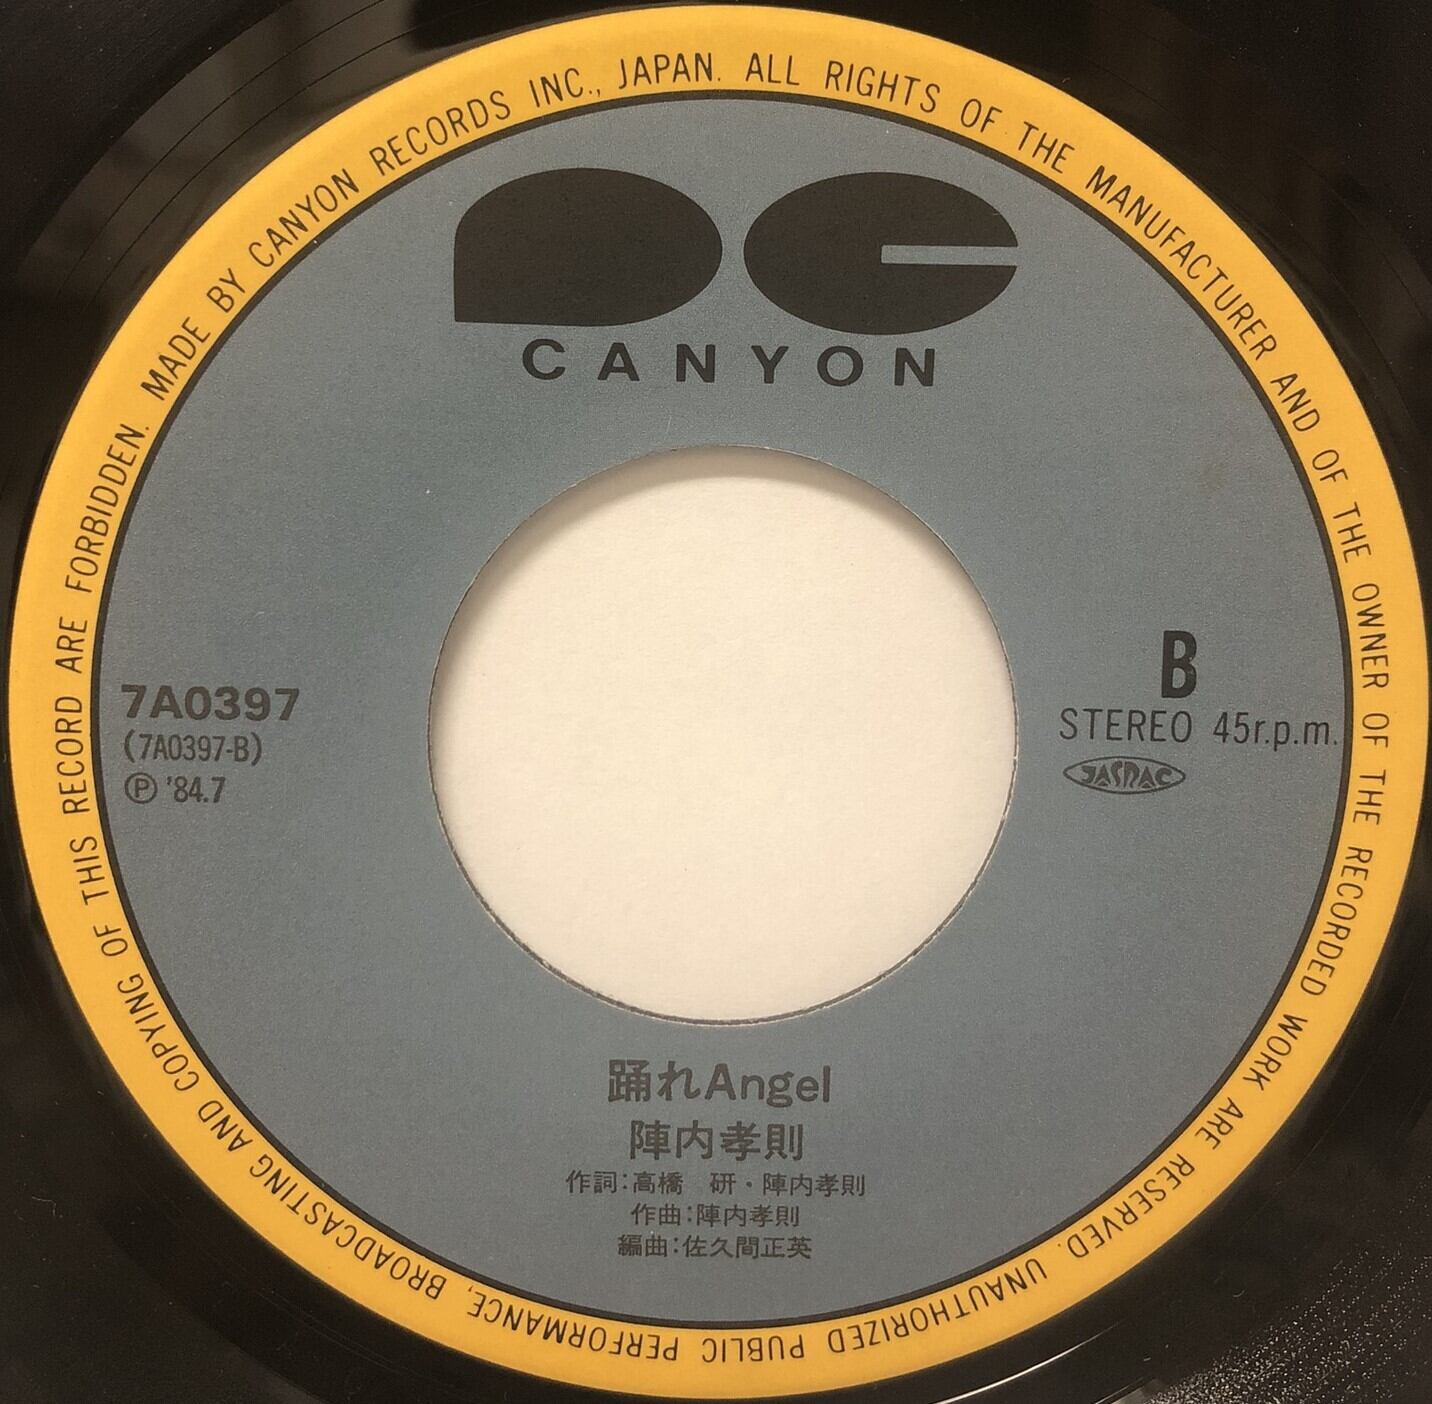 MADE BY CANYON RECORDS INC., JAPAN. ALL RIGHTS OF THE MANUFACTURER AND OF THE OWNER OF THE RECORDED WORK ARE RESERVED. UNAUTHORIZED PUBLIC PERFORMANCE, BROADCASTING AND COPYING OF THIS RECORD ARE FORBIDDEN.
CANYON
7A0397
(7A0397-B)
Ⓟ '84.7
B
STEREO 45r.p.m.
JASRAC
踊れAngel
陣内孝則
作詞:高橋 研・陣内孝則
作曲:陣内孝則
編曲:佐久間正英